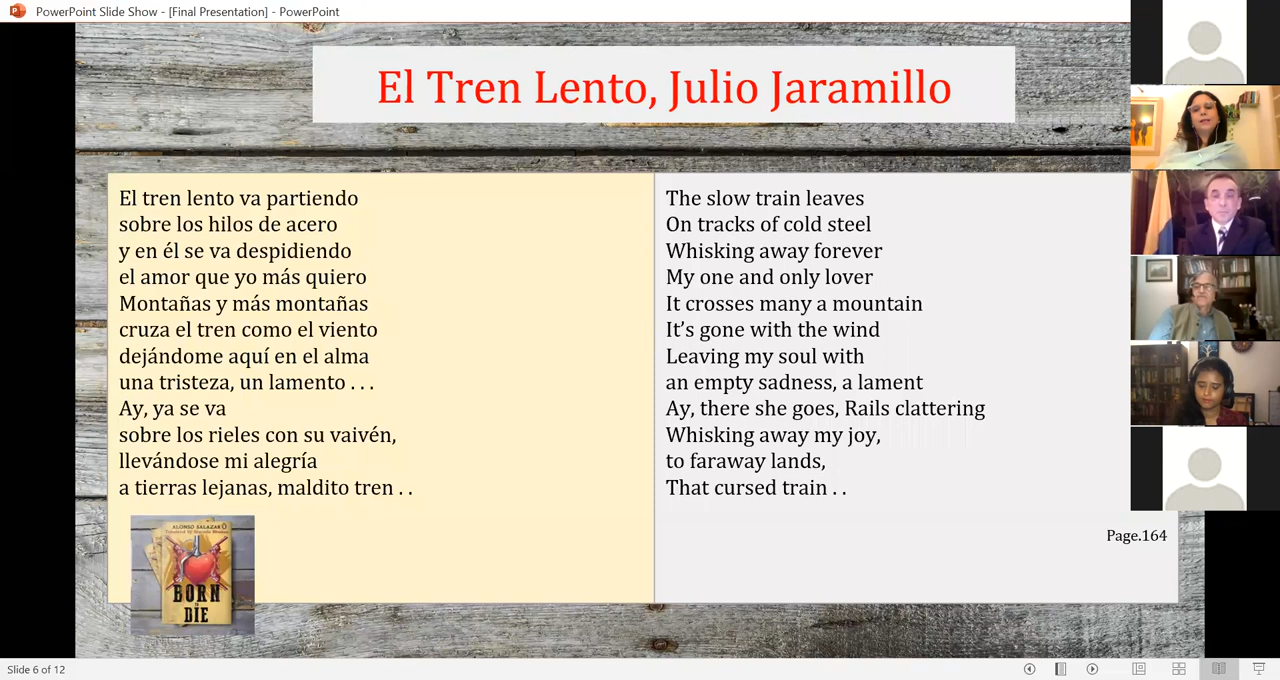 PowerPoint Slide Show - [Final Presentation] - PowerPoint
El Tren Lento, Julio Jaramillo
El tren lento va partiendo
sobre los hilos de acero
y en él se va despidiendo
el amor que yo más quiero
Montañas y más montañas
cruza el tren como el viento
dejándome aquí en el alma
una tristeza, un lamento . . .
Ay, ya se va
sobre los rieles con su vaivén,
llevándose mi alegría
a tierras lejanas, maldito tren . .
The slow train leaves
On tracks of cold steel
Whisking away forever
My one and only lover
It crosses many a mountain
It’s gone with the wind
Leaving my soul with
an empty sadness, a lament
Ay, there she goes, Rails clattering
Whisking away my joy,
to faraway lands,
That cursed train . .
Page.164
ALONSO SALAZAR
BORN
DIE
Slide 6 of 12